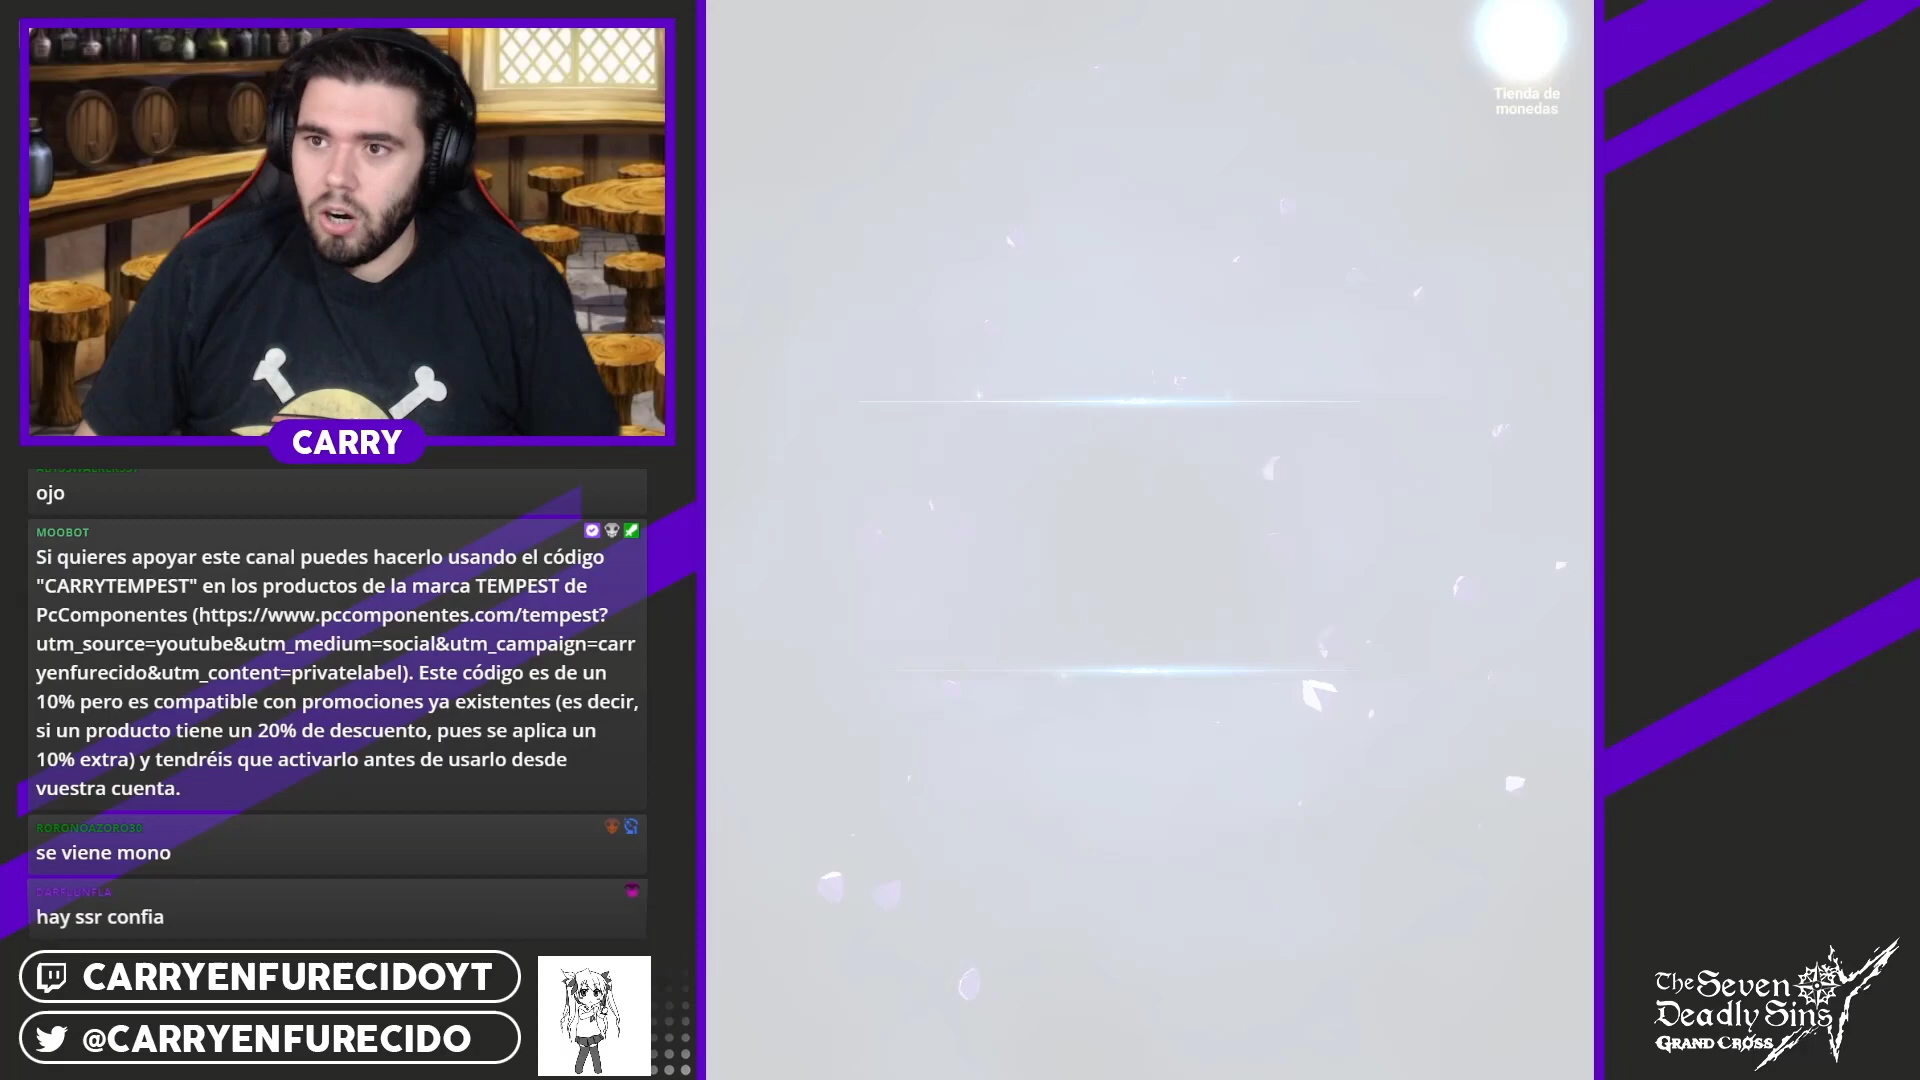 Tienda de
monedas
CARRY
ojo
MOOBOT
Si quieres apoyar este canal puedes hacerlo usando el código
"CARRYTEMPEST" en los productos de la marca TEMPEST de
PcComponentes (https://www.pccomponentes.com/tempest?
utm_source=youtube&utm_medium=social&utm_campaign=carr
yenfurecido&utm_content=privatelabel). Este código es de un
10% pero es compatible con promociones ya existentes (es decir,
si un producto tiene un 20% de descuento, pues se aplica un
10% extra) y tendréis que activarlo antes de usarlo desde
vuestra cuenta.
RORONOAZORO30
se viene mono
hay ssr confia
CARRYENFURECIDOYT
@CARRYENFURECIDO
The Seven
Deadly Sins
GRAND CROSS